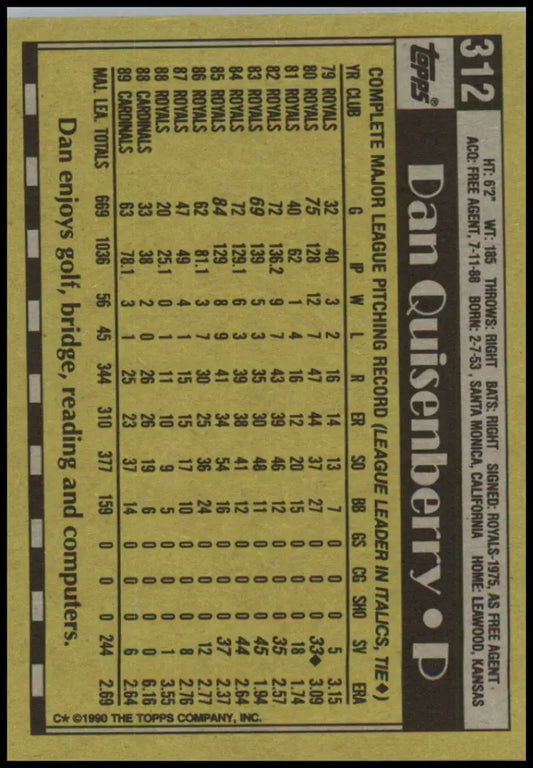 312
topps®
HT: 6'2" WT: 185 THROWS: RIGHT BATS: RIGHT SIGNED: ROYALS-1975, AS FREE AGENT
ACQ: FREE AGENT, 7-11-88 BORN: 2-7-53, SANTA MONICA, CALIFORNIA HOME: LEAWOOD, KANSAS
Dan Quisenberry • P
COMPLETE MAJOR LEAGUE PITCHING RECORD (LEAGUE LEADER IN ITALICS, TIE ♦)
YR CLUB G IP W L R ER SO BB GS CG SHO SV ERA
79 ROYALS 32 40 3 2 16 14 13 7 0 0 0 5 3.15
80 ROYALS 75 128 12 7 47 44 37 27 0 0 0 33♦ 3.09
81 ROYALS 40 62 1 4 16 12 20 15 0 0 0 18 1.74
82 ROYALS 72 136.2 9 7 43 39 46 12 0 0 0 35 2.57
83 ROYALS 69 139 5 3 35 30 48 11 0 0 0 45 1.94
84 ROYALS 72 129.1 6 3 39 38 41 12 0 0 0 44 2.64
85 ROYALS 84 129 8 9 41 34 54 16 0 0 0 37 2.37
86 ROYALS 62 81.1 3 7 30 25 36 24 0 0 0 12 2.77
87 ROYALS 47 49 4 1 15 15 17 10 0 0 0 8 2.76
88 ROYALS 20 25.1 0 1 11 10 9 5 0 0 0 1 3.55
88 CARDINALS 33 38 2 0 26 26 19 6 0 0 0 0 6.16
89 CARDINALS 63 78.1 3 1 25 23 37 14 0 0 0 6 2.64
MAJ. LEA. TOTALS 669 1036 56 45 344 310 377 159 0 0 0 244 2.69
Dan enjoys golf, bridge, reading and computers.
C* ©1990 THE TOPPS COMPANY, INC.